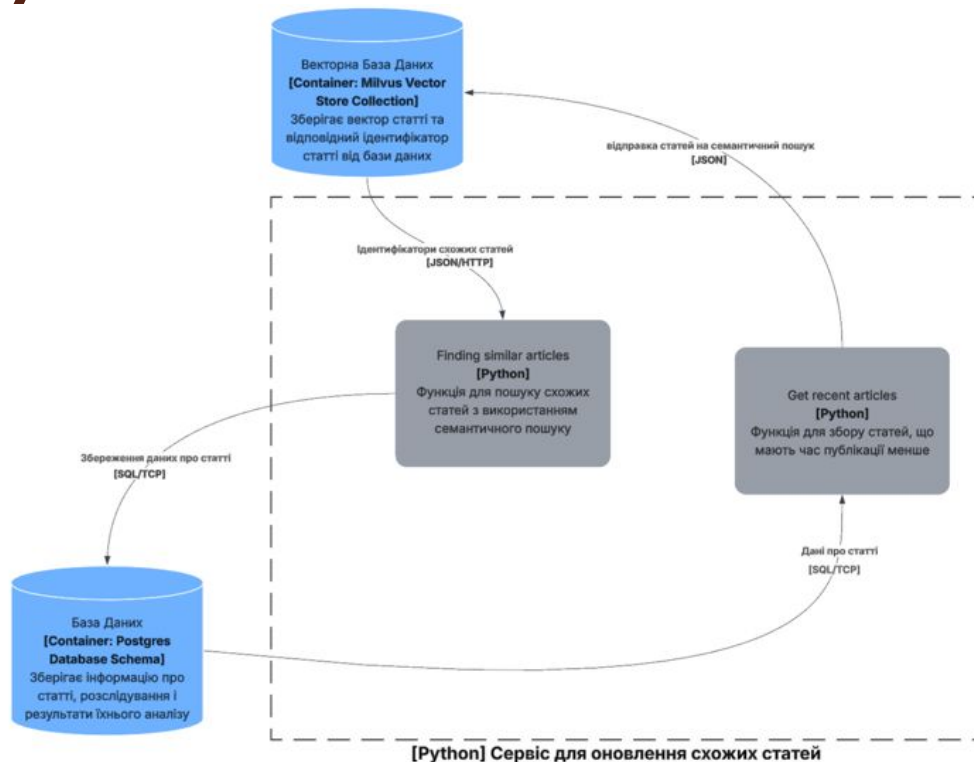 Векторна База Даних
[Container: Milvus Vector
Store Collection]
Зберігає вектор статті та
відповідний ідентифікатор
статті від бази даних
відправка статей на семантичний пошук
[JSON]
Ідентифікатори схожих статей
[JSON/HTTP]
Finding similar articles
[Python]
Функція для пошуку схожих
статей з використанням
семантичного пошуку
Get recent articles
[Python]
Функція для збору статей, що
мають час публікації менше
Збереження даних про статті
[SQL/TCP]
Дані про статті
[SQL/TCP]
База Даних
[Container: Postgres
Database Schema]
Зберігає інформацію про
статті, розслідування і
результати їхнього аналізу
[Python] Сервіс для оновлення схожих статей